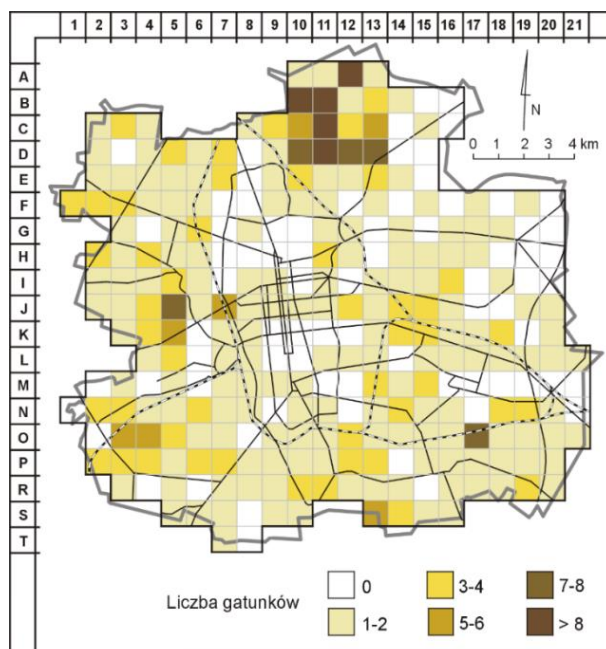 1 2 3 4 5 6 7 8 9 10 11 12 13 14 15 16 17 18 19 20 21
A
B
C
D
E
F
G
H
I
J
K
L
M
N
O
P
R
S
T
N
0 1 2 3 4 km
Liczba gatunków
0
1-2
3-4
5-6
7-8
> 8